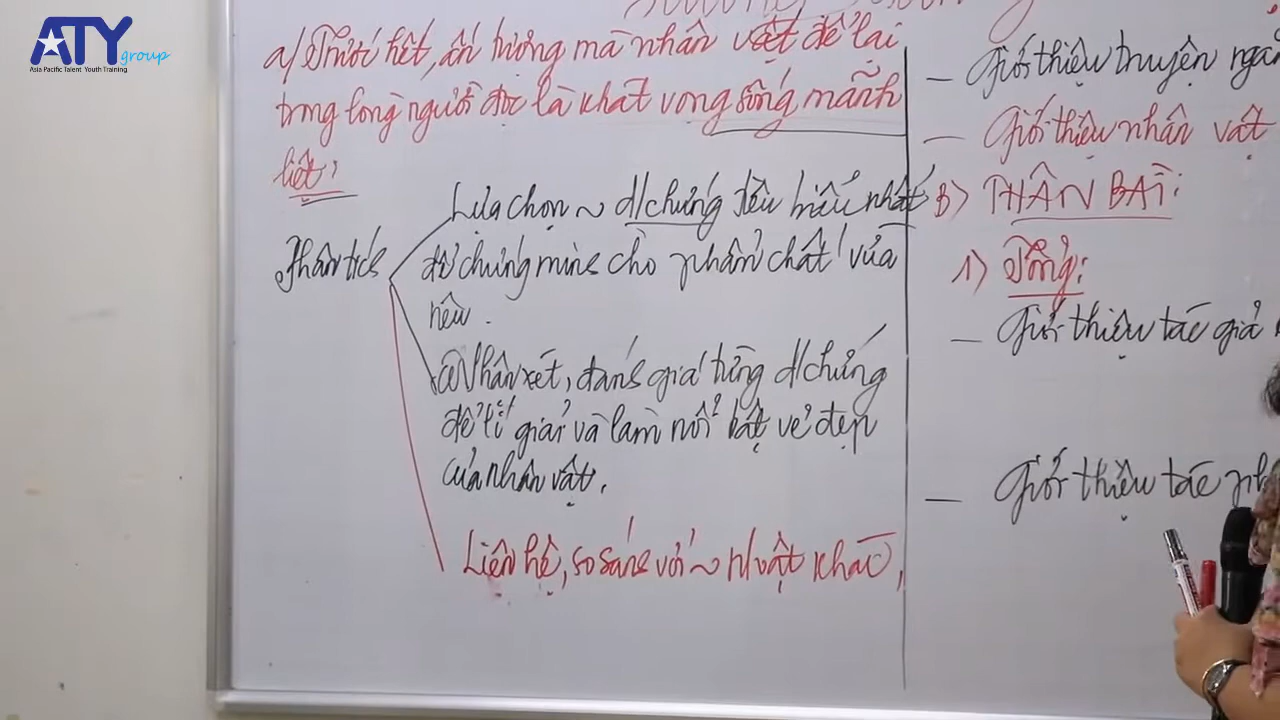 ATY group
Asia Pacific Talent Youth Training
a/ Trước hết, ấn tượng mà nhân vật để lại
trong lòng người đọc là khát vọng sống mãnh
liệt:
Phân tích
Lựa chọn ~ d/chứng tiêu biểu nhất
để chứng minh cho phẩm chất vừa
nêu.
Nhận xét, đánh giá từng d/chứng
để lí giải và làm nổi bật vẻ đẹp
của nhân vật.
Liên hệ, so sánh với ~ n/vật khác,
— Giới thiệu truyện ngắn
— Giới thiệu nhân vật
B) THÂN BÀI:
1) Tổng:
— Giới thiệu tác giả
— Giới thiệu tác